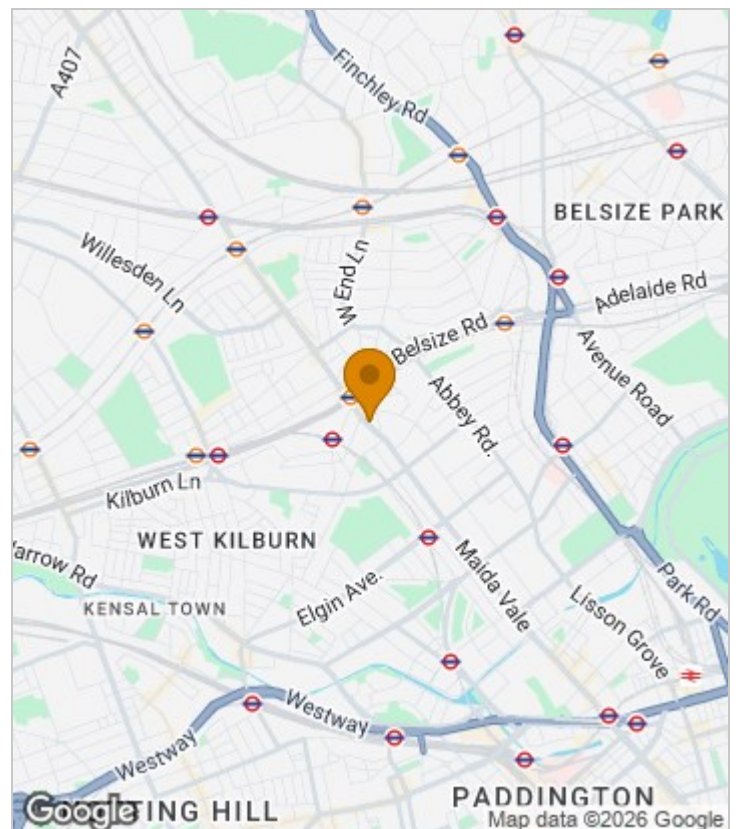 A407
Finchley Rd
BELSIZE PARK
Willesden Ln
W End Ln
Adelaide Rd
Belsize Rd
Avenue Road
Abbey Rd.
Kilburn Ln
WEST KILBURN
Harrow Rd
Maida Vale
Park Rd
KENSAL TOWN
Elgin Ave.
Lisson Grove
Westway
Westway
PADDINGTON
Google
NOTTING HILL
Map data ©2026 Google